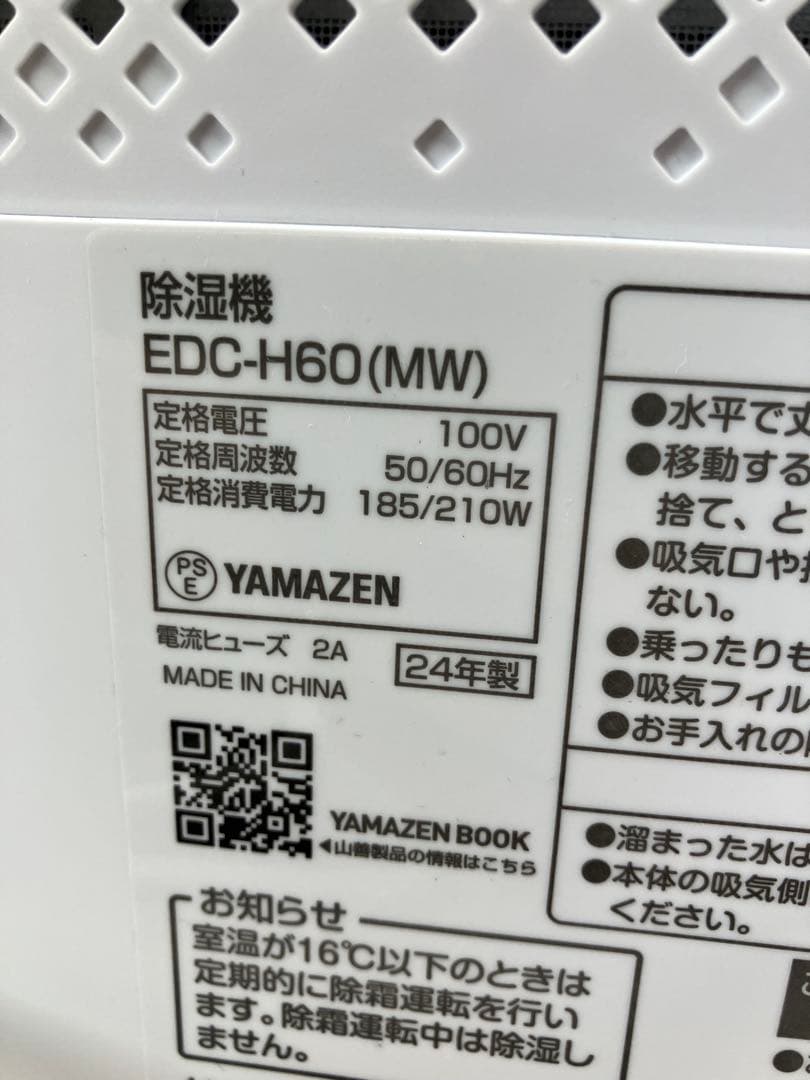 除湿機
EDC-H60(MW)
定格電圧 100V
定格周波数 50/60Hz
定格消費電力 185/210W
PS
E
YAMAZEN
電流ヒューズ 2A
24年製
MADE IN CHINA
YAMAZEN BOOK
◀山善製品の情報はこちら
お知らせ
室温が16℃以下のときは
定期的に除霜運転を行い
ます。除霜運転中は除湿し
ません。
●水平で丈
●移動する
捨て、と
●吸気口や
ない。
●乗ったりも
●吸気フィル
●お手入れの
●溜まった水は
●本体の吸気側
ください。